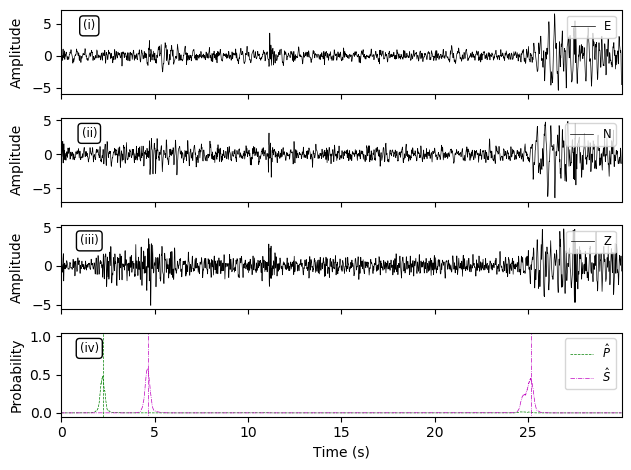 (i)
E
Amplitude
5
0
−5
(ii)
N
Amplitude
5
0
−5
(iii)
Z
Amplitude
5
0
−5
(iv)
P̂
Ŝ
Probability
1.0
0.5
0.0
0 5 10 15 20 25
Time (s)